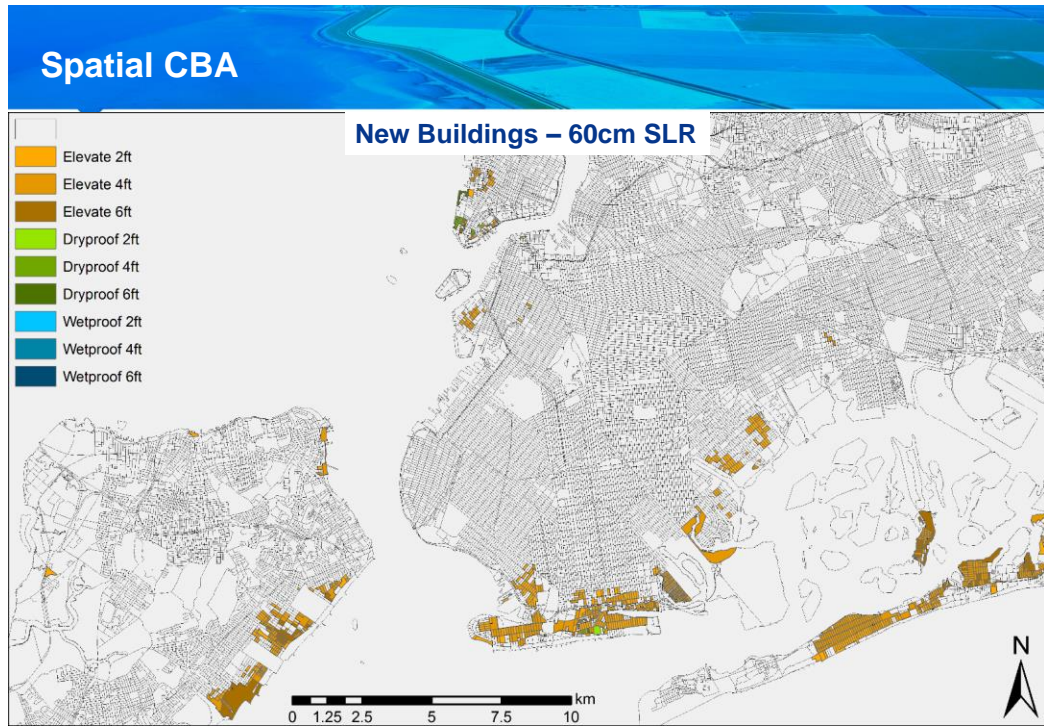 Spatial CBA
New Buildings – 60cm SLR
Elevate 2ft
Elevate 4ft
Elevate 6ft
Dryproof 2ft
Dryproof 4ft
Dryproof 6ft
Wetproof 2ft
Wetproof 4ft
Wetproof 6ft
N
km
0 1.25 2.5 5 7.5 10